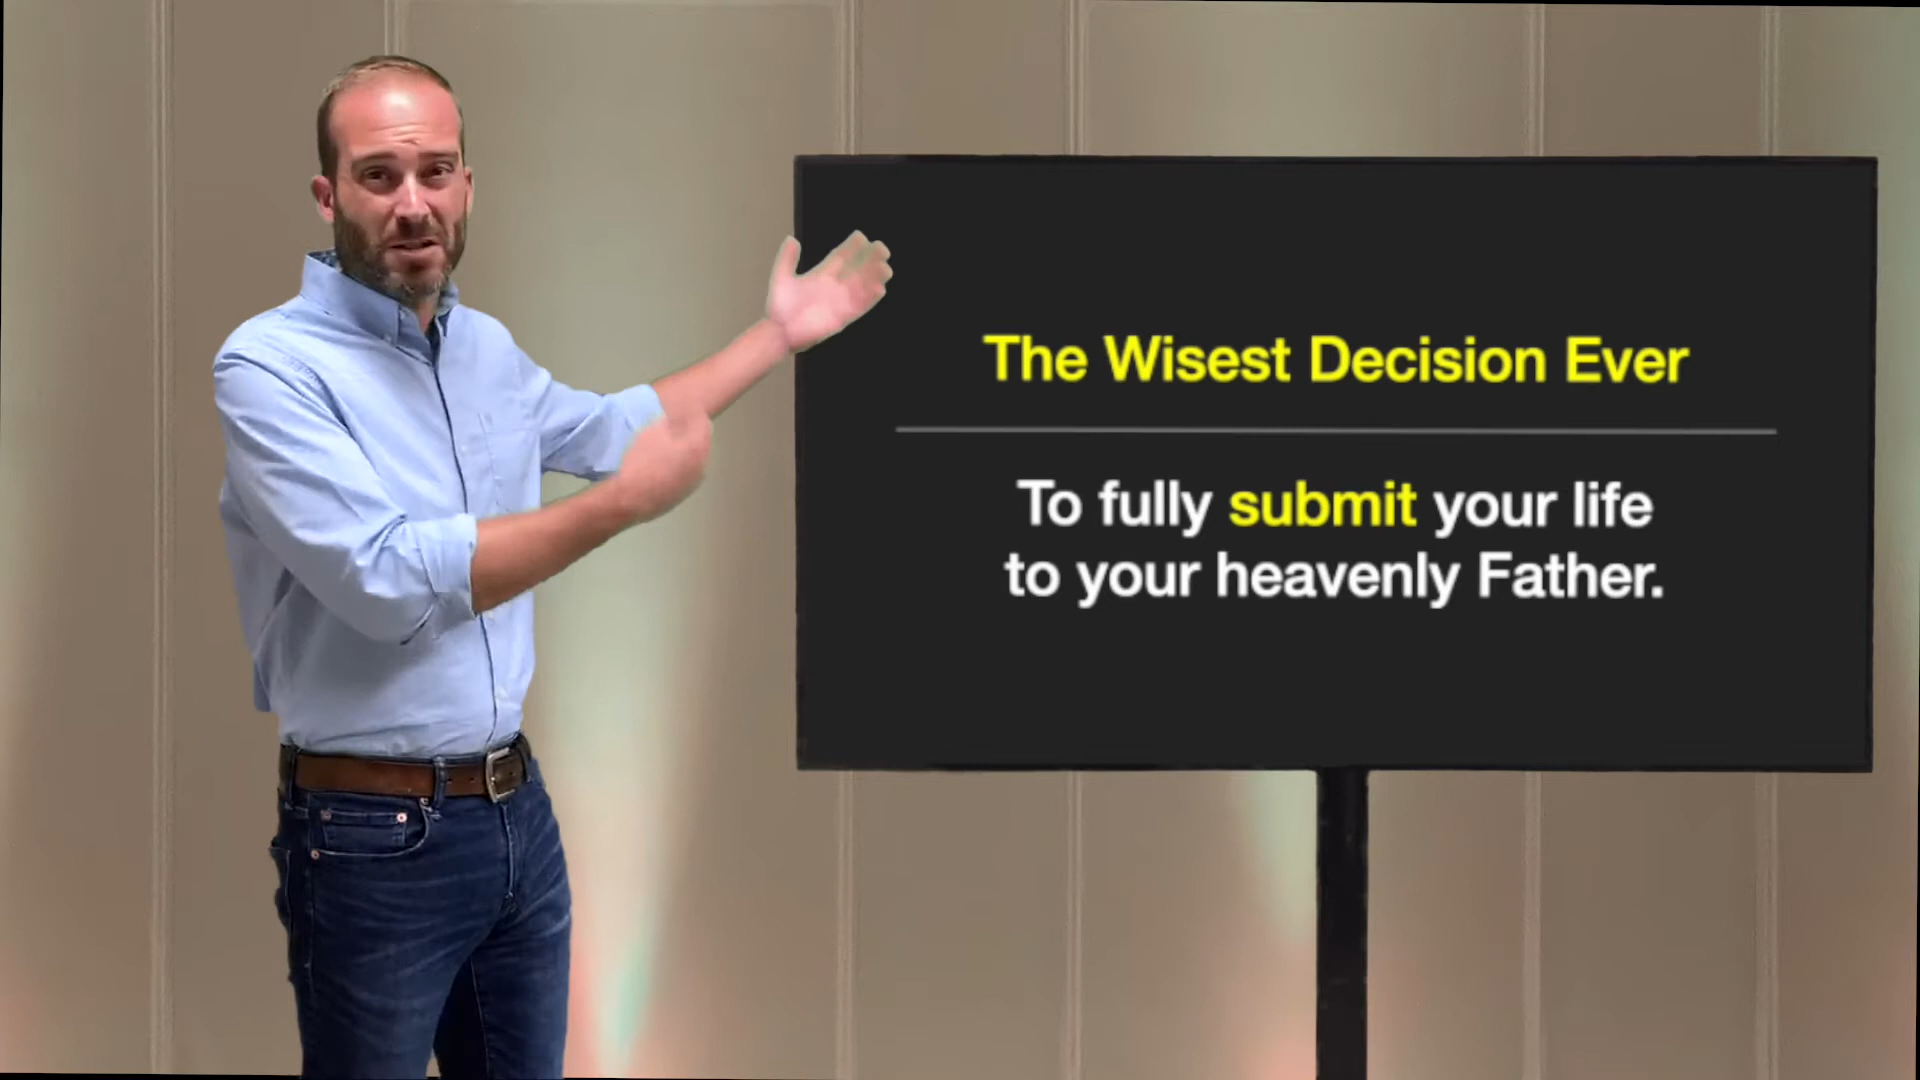 The Wisest Decision Ever
To fully submit your life
to your heavenly Father.